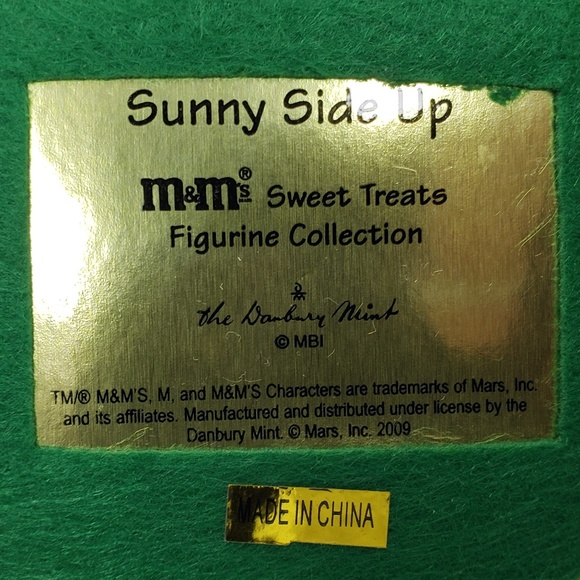 Sunny Side Up
m&m's® Sweet Treats
Figurine Collection
DM
the Danbury Mint
© MBI
TM/® M&M'S, M, and M&M'S Characters are trademarks of Mars, Inc.
and its affiliates. Manufactured and distributed under license by the
Danbury Mint. © Mars, Inc. 2009
MADE IN CHINA